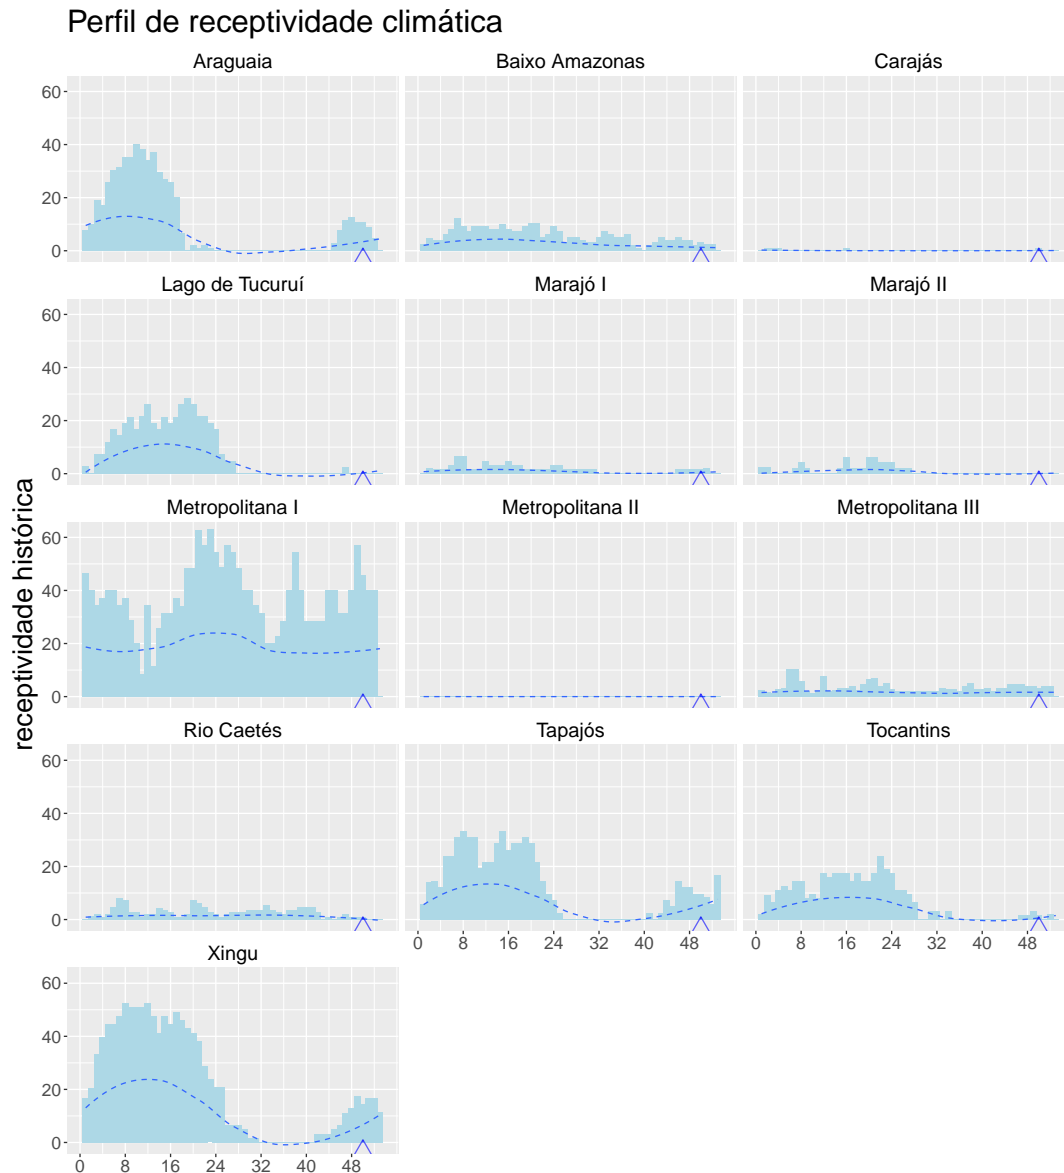 Perfil de receptividade climática
Araguaia
Baixo Amazonas
Carajás
60
40
20
0
Lago de Tucuruí
Marajó I
Marajó II
60
40
20
0
Metropolitana I
Metropolitana II
Metropolitana III
60
40
20
0
receptividade histórica
Rio Caetés
Tapajós
Tocantins
60
40
20
0
0 8 16 24 32 40 48
0 8 16 24 32 40 48
Xingu
60
40
20
0
0 8 16 24 32 40 48